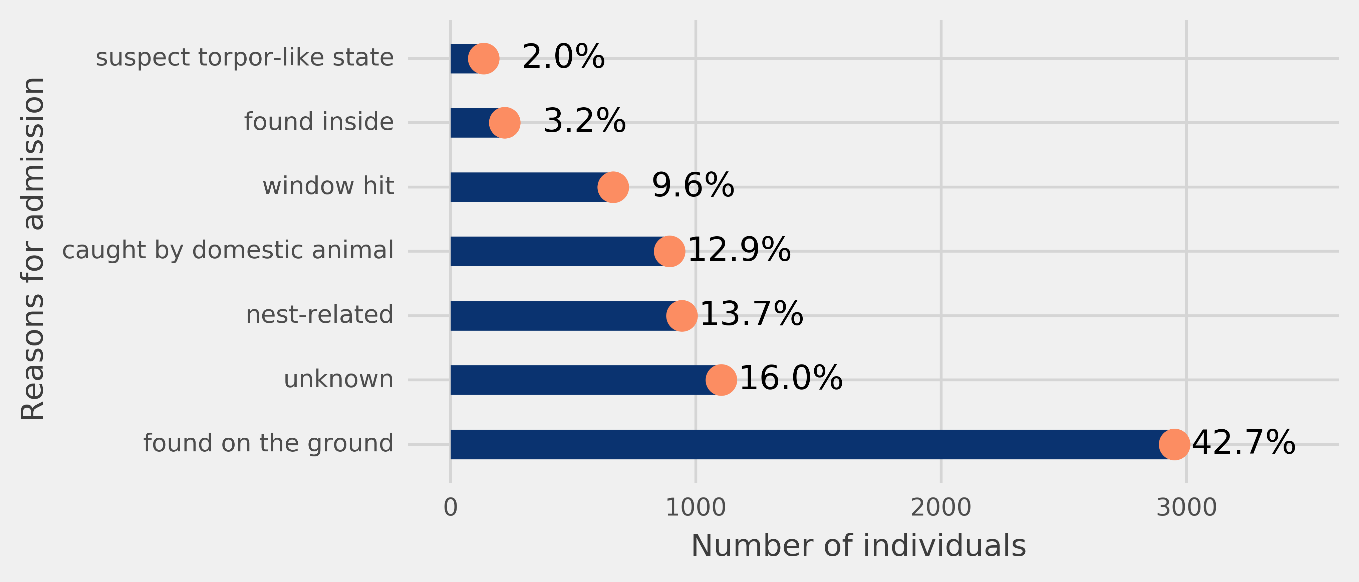 Reasons for admission
suspect torpor-like state 2.0%
found inside 3.2%
window hit 9.6%
caught by domestic animal 12.9%
nest-related 13.7%
unknown 16.0%
found on the ground 42.7%
0 1000 2000 3000
Number of individuals